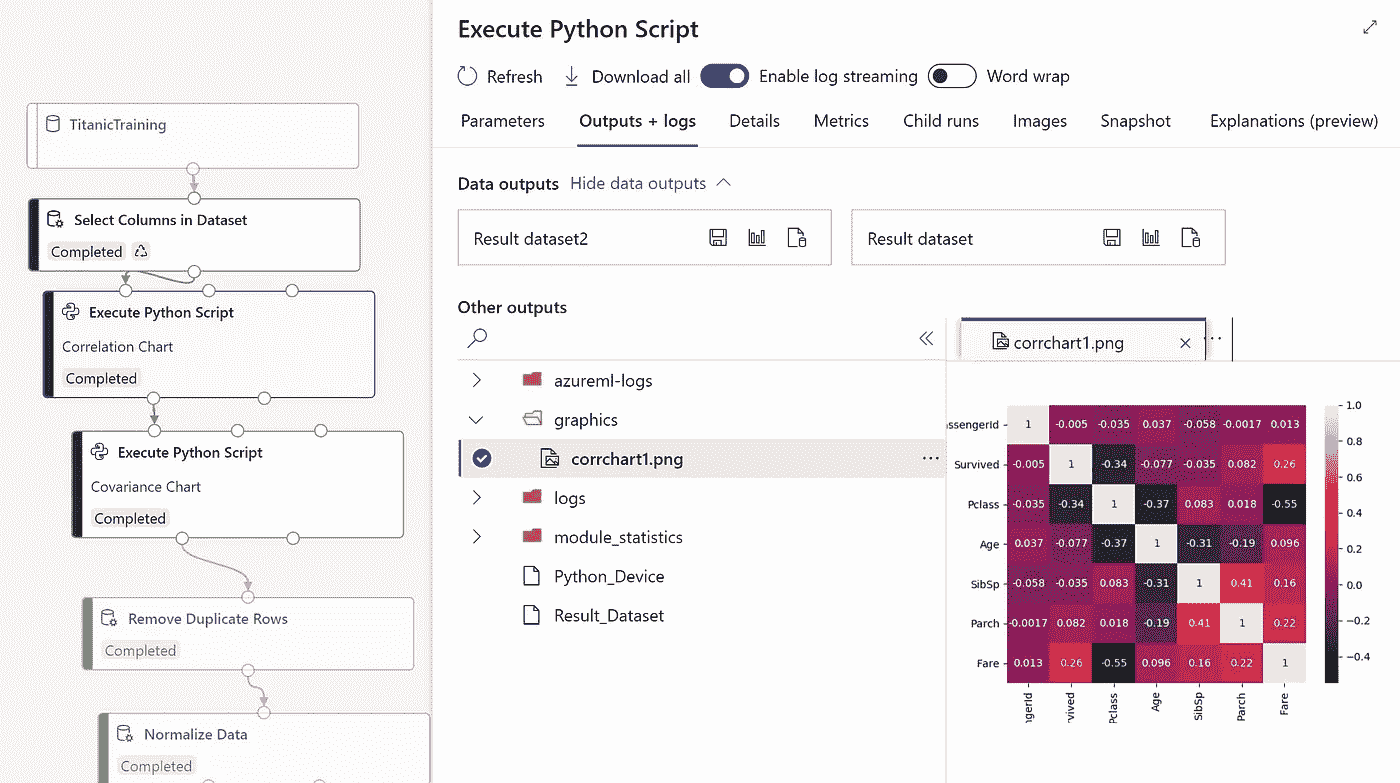 TitanicTraining
Select Columns in Dataset
Completed
Execute Python Script
Correlation Chart
Completed
Execute Python Script
Covariance Chart
Completed
Remove Duplicate Rows
Completed
Normalize Data
Completed
Execute Python Script
Refresh Download all Enable log streaming Word wrap
Parameters Outputs + logs Details Metrics Child runs Images Snapshot Explanations (preview)
Data outputs Hide data outputs
Result dataset2 Result dataset
Other outputs
azureml-logs
graphics
corrchart1.png
logs
module_statistics
Python_Device
Result_Dataset
corrchart1.png
ssengerId 1 -0.005 -0.035 0.037 -0.058 -0.0017 0.013
Survived -0.005 1 -0.34 -0.077 -0.035 0.082 0.26
Pclass -0.035 -0.34 1 -0.37 0.083 0.018 -0.55
Age 0.037 -0.077 -0.37 1 -0.31 -0.19 0.096
SibSp -0.058 -0.035 0.083 -0.31 1 0.41 0.16
Parch -0.0017 0.082 0.018 -0.19 0.41 1 0.22
Fare 0.013 0.26 -0.55 0.096 0.16 0.22 1
ngerId rvived Pclass Age SibSp Parch Fare
1.0
0.8
0.6
0.4
0.2
0.0
−0.2
−0.4